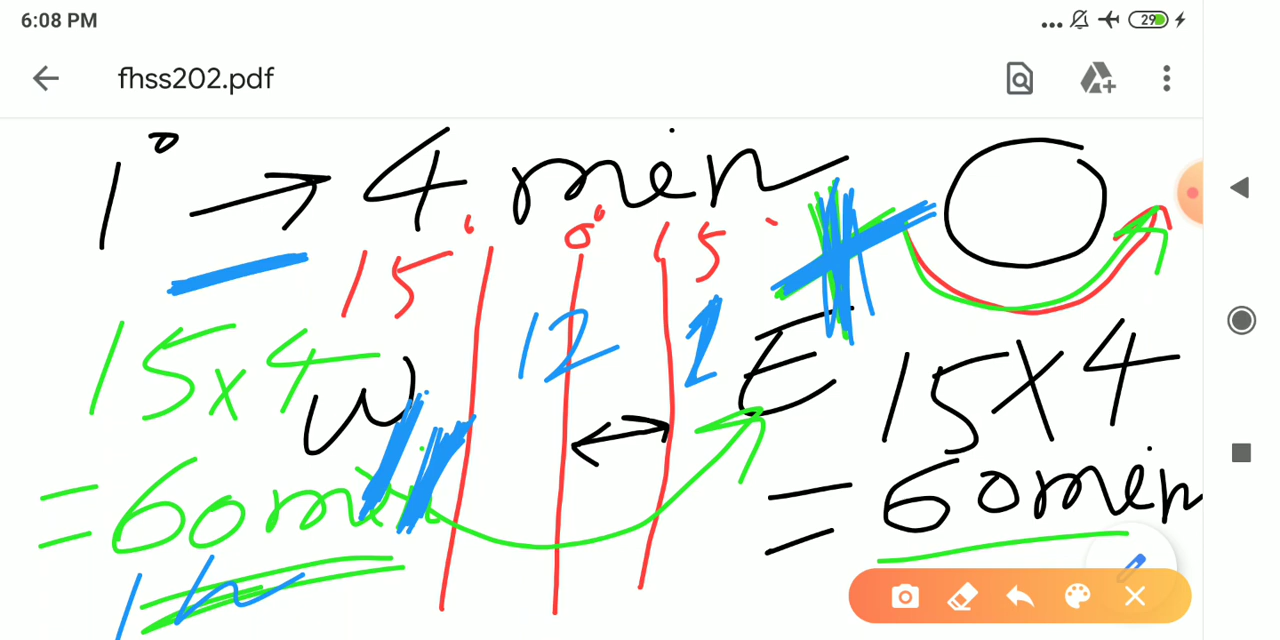 6:08 PM
29
fhss202.pdf
1° → 4 min
15° 0° 15°
12 1
15x4
W E
15x4
= 60 min
= 60 min
1h